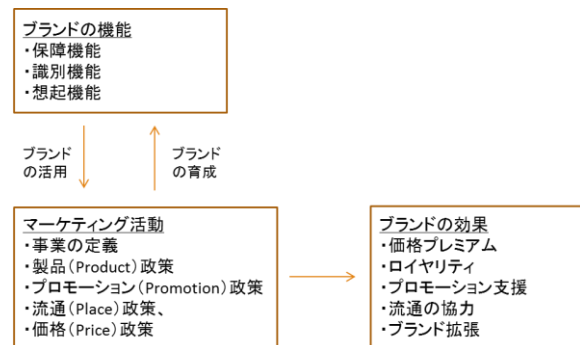 ブランドの機能
・保障機能
・識別機能
・想起機能
ブランド
の活用
ブランド
の育成
マーケティング活動
・事業の定義
・製品(Product)政策
・プロモーション(Promotion)政策
・流通(Place)政策、
・価格(Price)政策
ブランドの効果
・価格プレミアム
・ロイヤリティ
・プロモーション支援
・流通の協力
・ブランド拡張